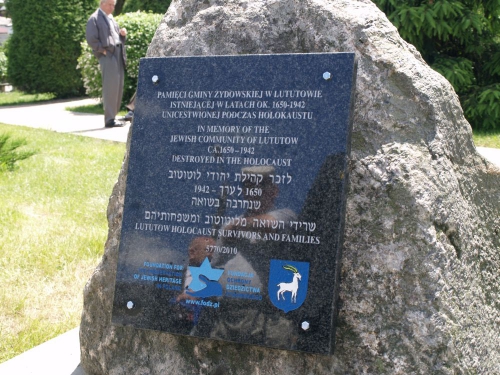 PAMIĘCI GMINY ŻYDOWSKIEJ W LUTUTOWIE
ISTNIEJĄCEJ W LATACH OK. 1650-1942
UNICESTWIONEJ PODCZAS HOLOKAUSTU
IN MEMORY OF THE
JEWISH COMMUNITY OF LUTUTOW
CA.1650 – 1942
DESTROYED IN THE HOLOCAUST
לזכר קהילת יהודי לוטוטוב
1650 לערך – 1942
שנחרבה בשואה
שרידי השואה מלוטוטוב ומשפחותיהם
LUTUTOW HOLOCAUST SURVIVORS AND FAMILIES
5770/2010
FOUNDATION FOR
OF JEWISH HERITAGE
DZIEDZICTWA
www.fodz.pl